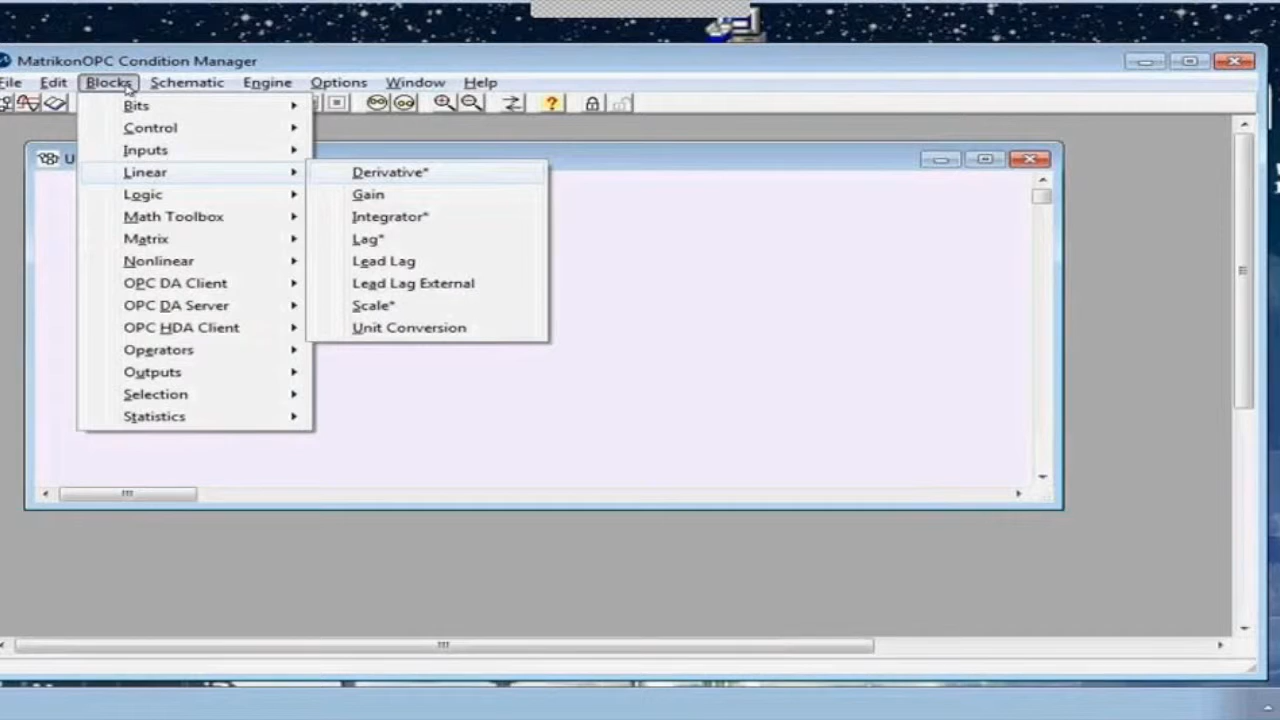 MatrikonOPC Condition Manager
File Edit Blocks Schematic Engine Options Window Help
?
U
Bits
Control
Inputs
Linear
Logic
Math Toolbox
Matrix
Nonlinear
OPC DA Client
OPC DA Server
OPC HDA Client
Operators
Outputs
Selection
Statistics
Derivative*
Gain
Integrator*
Lag*
Lead Lag
Lead Lag External
Scale*
Unit Conversion